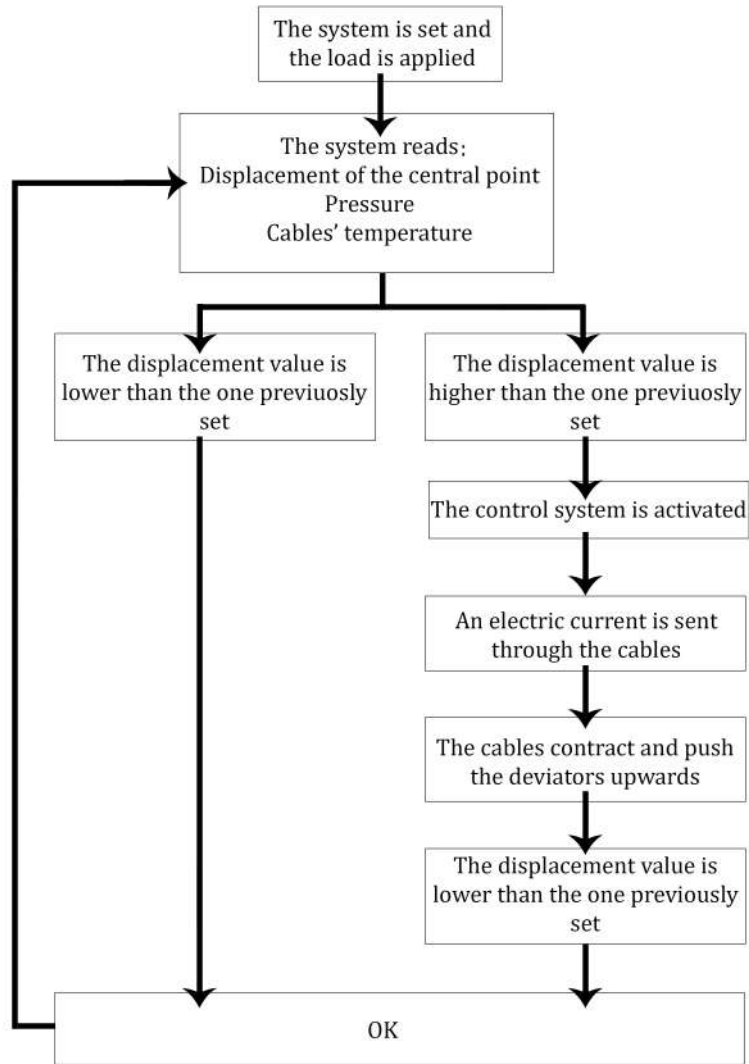 The system is set and
the load is applied
The system reads:
Displacement of the central point
Pressure
Cables' temperature
The displacement value is
lower than the one previuosly
set
The displacement value is
higher than the one previuosly
set
The control system is activated
An electric current is sent
through the cables
The cables contract and push
the deviators upwards
The displacement value is
lower than the one previously
set
OK